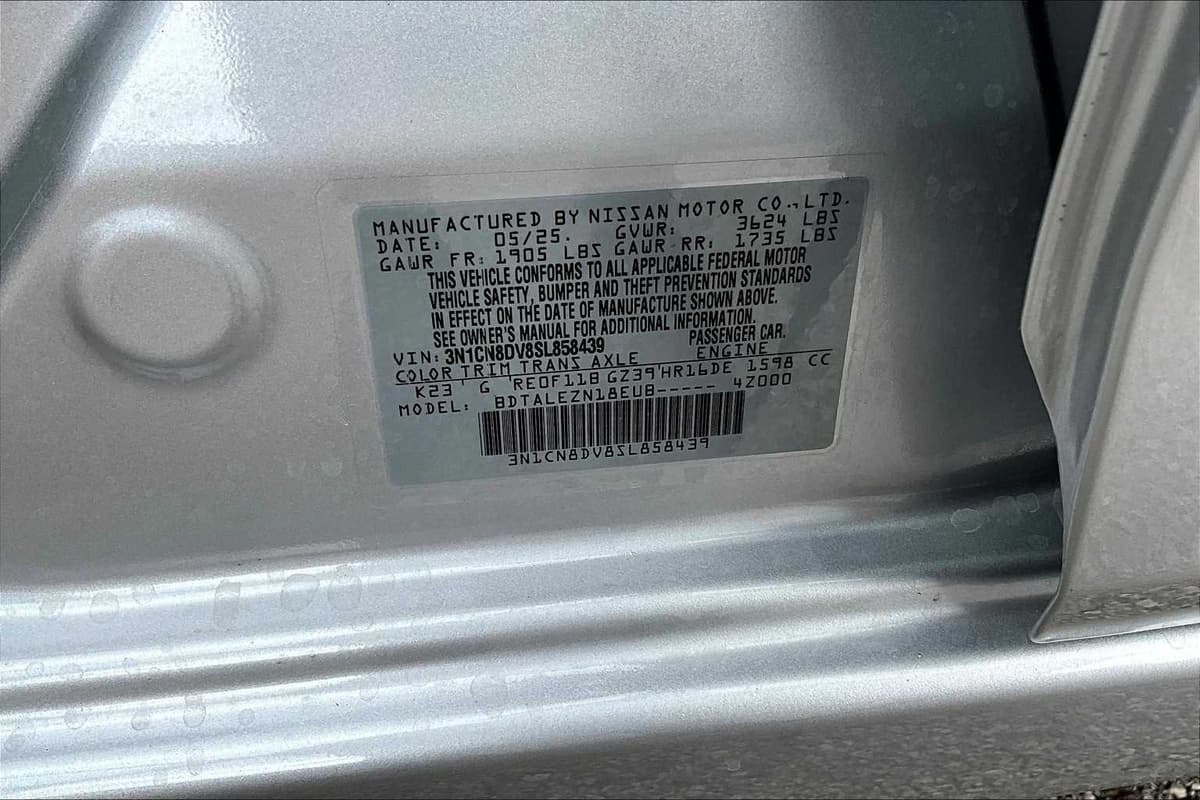 MANUFACTURED BY NISSAN MOTOR CO., LTD.
DATE: 05/25. GVWR: 3624 LBS
GAWR FR: 1905 LBS GAWR RR: 1735 LBS
THIS VEHICLE CONFORMS TO ALL APPLICABLE FEDERAL MOTOR
VEHICLE SAFETY, BUMPER AND THEFT PREVENTION STANDARDS
IN EFFECT ON THE DATE OF MANUFACTURE SHOWN ABOVE.
SEE OWNER'S MANUAL FOR ADDITIONAL INFORMATION.
VIN: 3N1CN8DV8SL858439 PASSENGER CAR.
COLOR TRIM TRANS AXLE ENGINE
K23 ' G ' RE0F11B GZ39 ' HR16DE 1598 CC
MODEL: BDTALEZN18EUB----- 4Z000
3N1CN8DV8SL858439